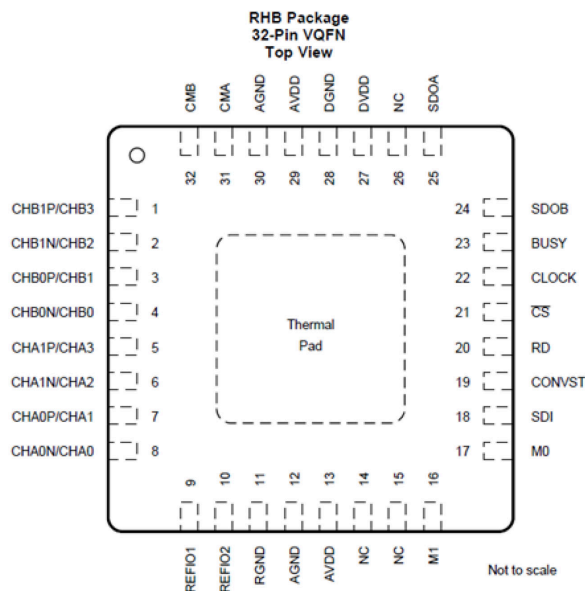 RHB Package
32-Pin VQFN
Top View
CMB
CMA
AGND
AVDD
DGND
DVDD
NC
SDOA
32
31
30
29
28
27
26
25
CHB1P/CHB3 1
CHB1N/CHB2 2
CHB0P/CHB1 3
CHB0N/CHB0 4
CHA1P/CHA3 5
CHA1N/CHA2 6
CHA0P/CHA1 7
CHA0N/CHA0 8
Thermal
Pad
24 SDOB
23 BUSY
22 CLOCK
21 C̅S̅
20 RD
19 CONVST
18 SDI
17 M0
9
10
11
12
13
14
15
16
REFIO1
REFIO2
RGND
AGND
AVDD
NC
NC
M1
Not to scale